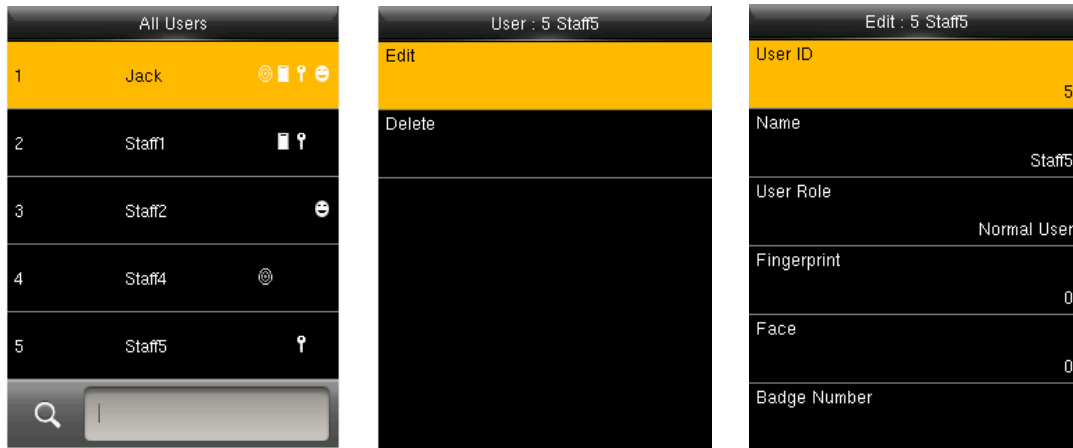 All Users
1 Jack
2 Staff1
3 Staff2
4 Staff4
5 Staff5
User : 5 Staff5
Edit
Delete
Edit : 5 Staff5
User ID
5
Name
Staff5
User Role
Normal User
Fingerprint
0
Face
0
Badge Number